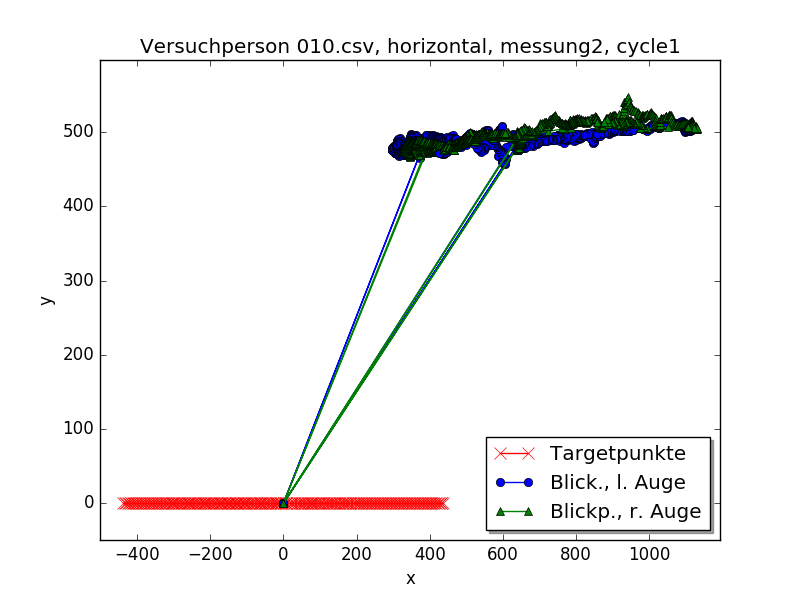 Versuchperson 010.csv, horizontal, messung2, cycle1
y
500
400
300
200
100
0
−400 −200 0 200 400 600 800 1000
x
Targetpunkte
Blick., l. Auge
Blickp., r. Auge